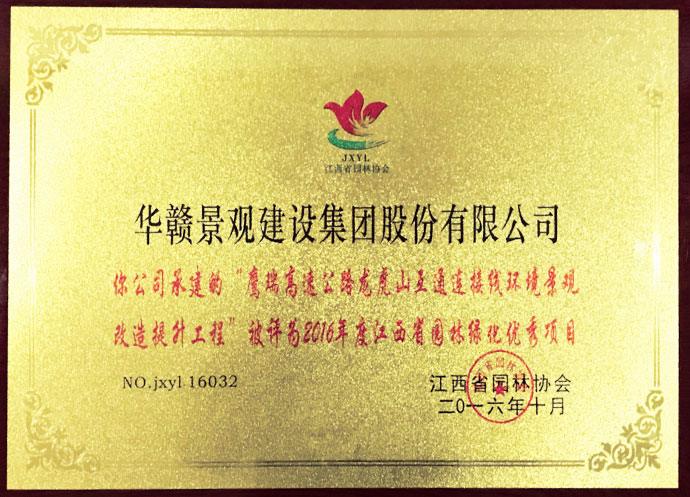 JXYL
江西省园林协会
华赣景观建设集团股份有限公司
你公司承建的“鹰瑞高速公路龙虎山互通连接线环境景观
改造提升工程”被评为2016年度江西省园林绿化优秀项目
NO.jxyl 16032
江西省园林协会
二〇一六年十月